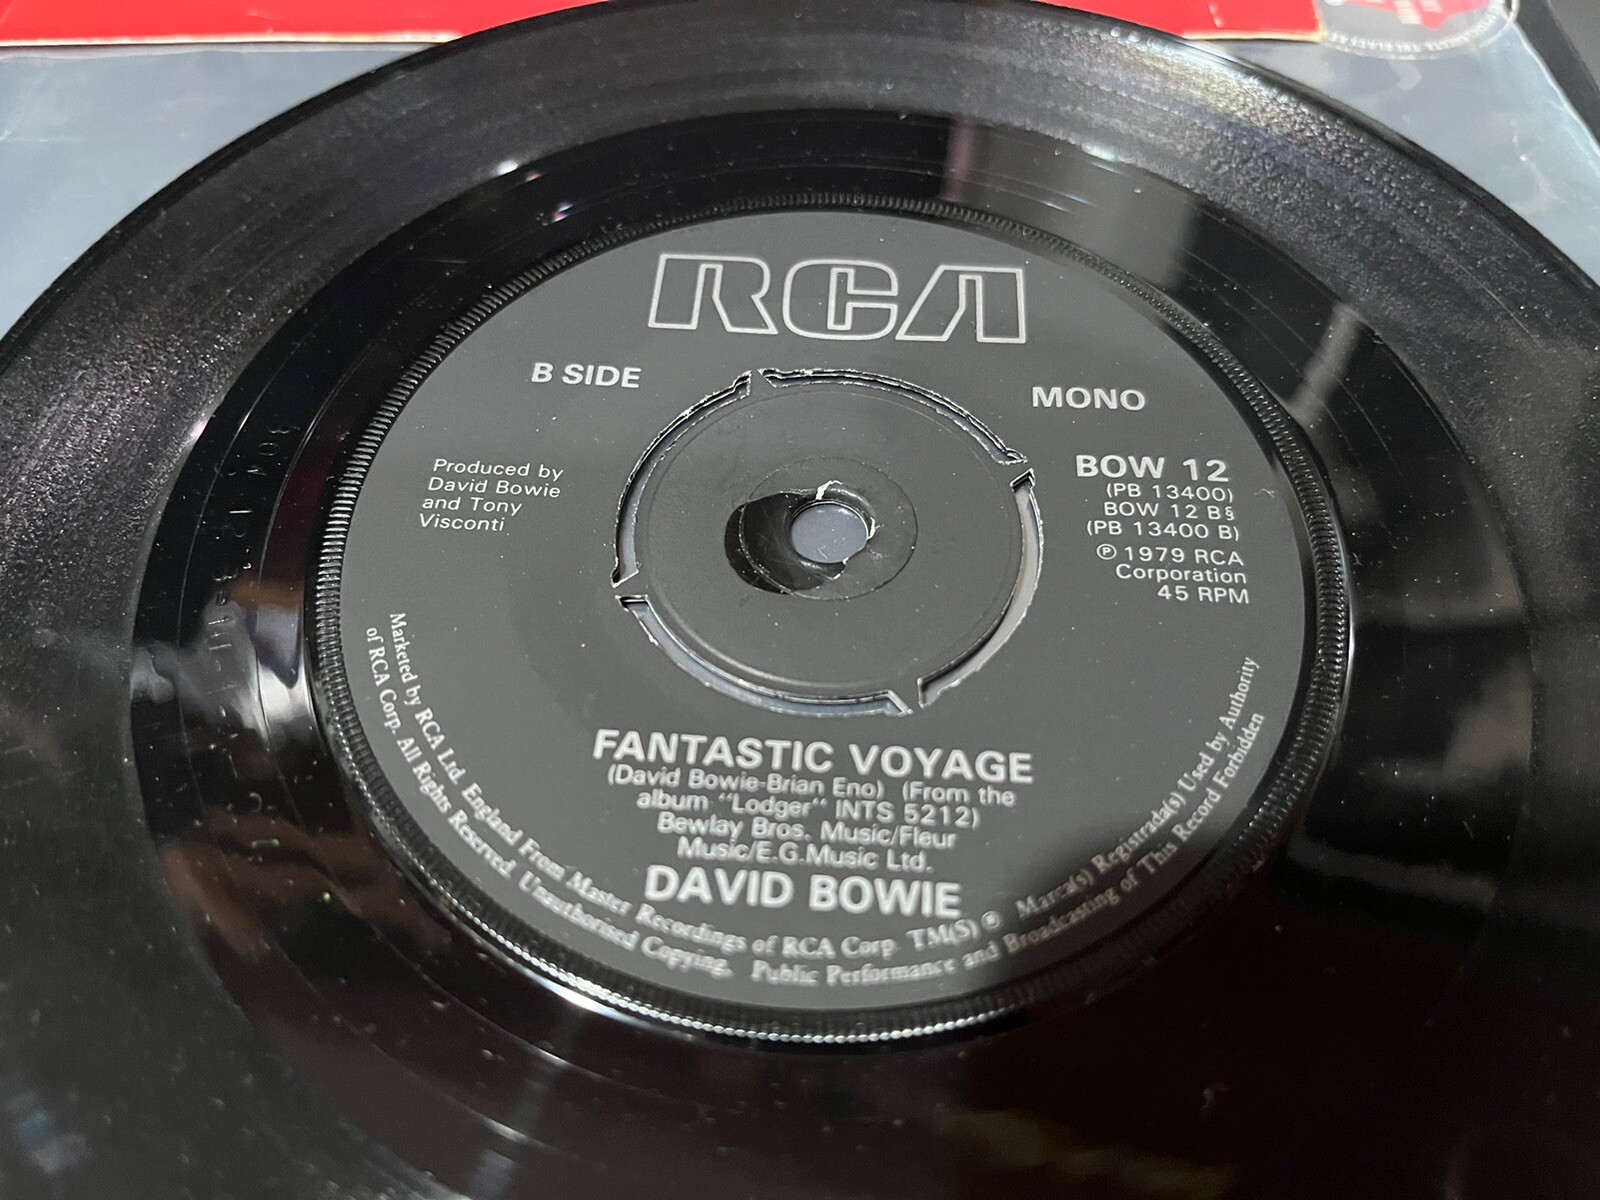 RCA
B SIDE
MONO
Produced by
David Bowie
and Tony
Visconti
BOW 12
(PB 13400)
BOW 12 B§
(PB 13400 B)
℗ 1979 RCA
Corporation
45 RPM
FANTASTIC VOYAGE
(David Bowie-Brian Eno) (From the
album "Lodger" INTS 5212)
Bewlay Bros. Music/Fleur
Music/E.G.Music Ltd.
DAVID BOWIE
Marketed by RCA Ltd. England From Master Recordings of RCA Corp. TM(S) ® Marca(s) Registrada(s) Used by Authority
of RCA Corp. All Rights Reserved. Unauthorised Copying, Public Performance and Broadcasting of This Record Forbidden